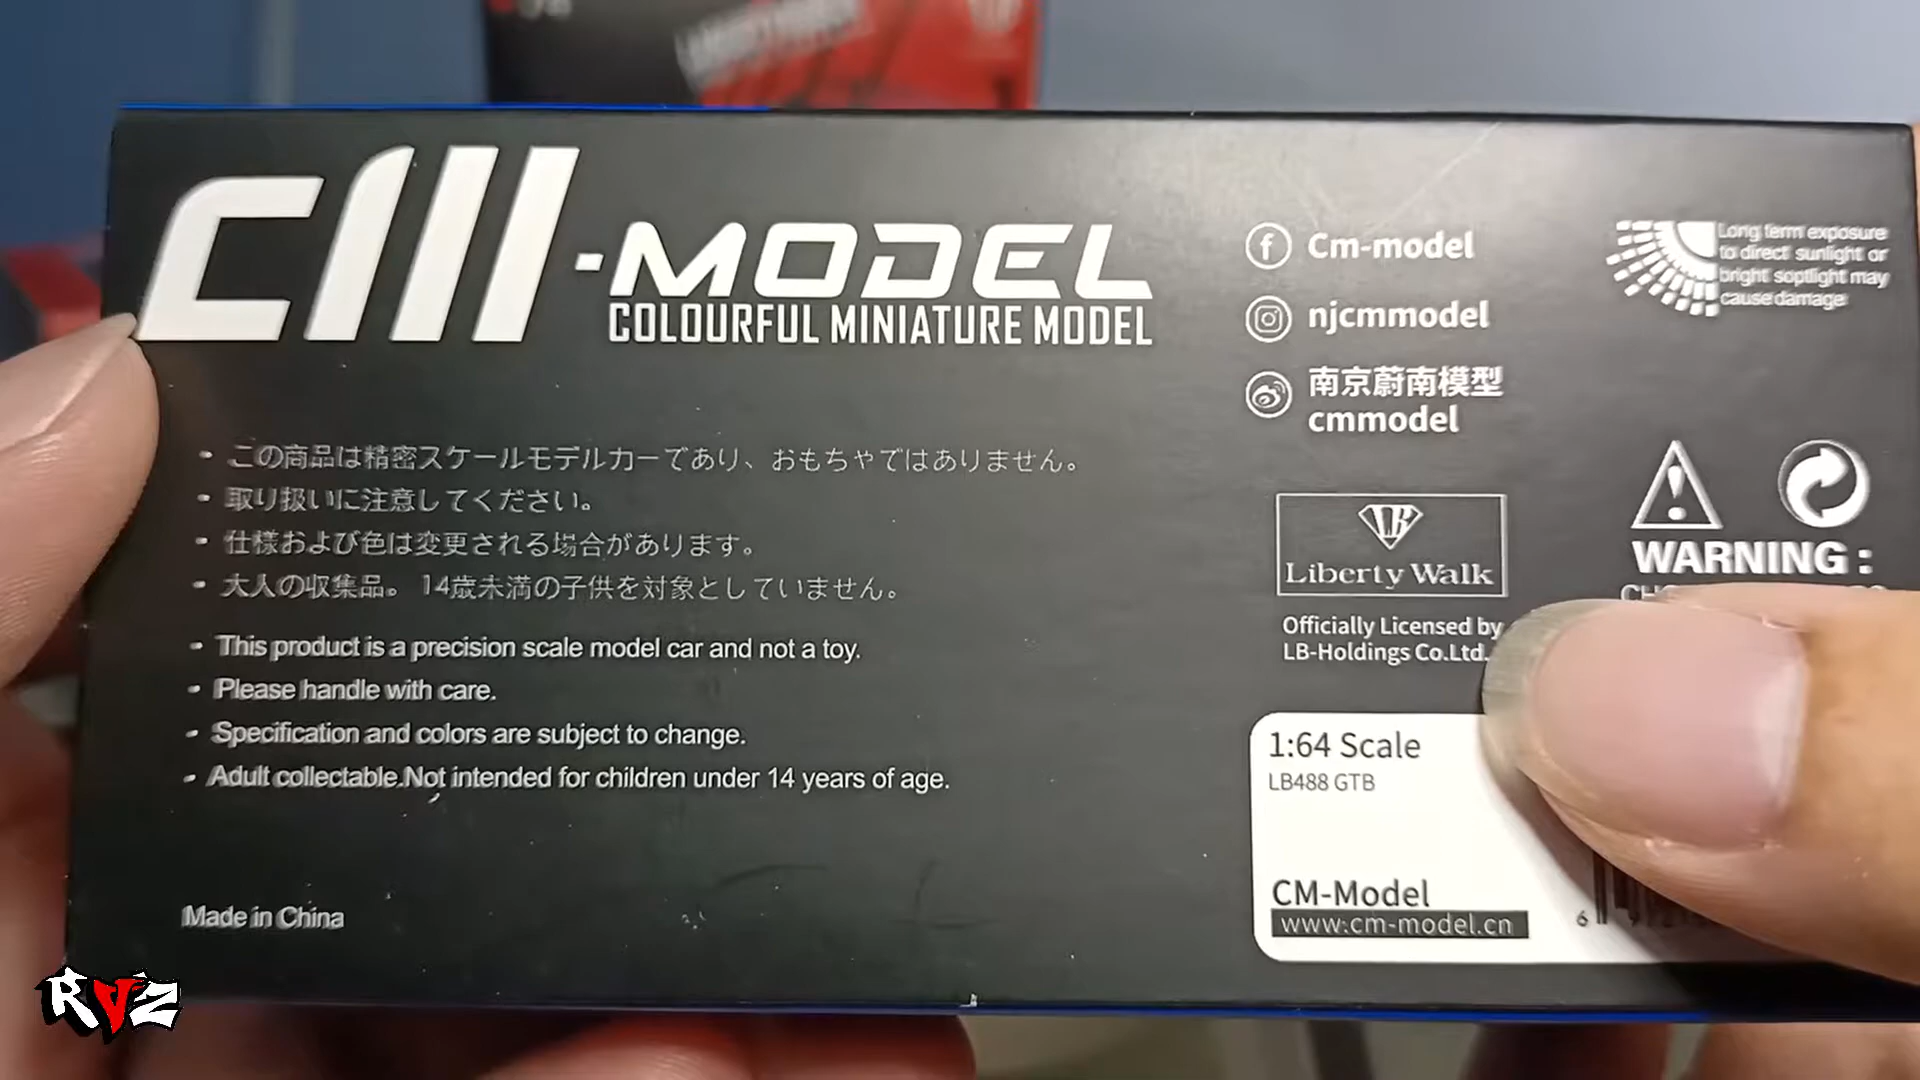 CM-MODEL
COLOURFUL MINIATURE MODEL
・この商品は精密スケールモデルカーであり、おもちゃではありません。
・取り扱いに注意してください。
・仕様および色は変更される場合があります。
・大人の収集品。14歳未満の子供を対象としていません。
- This product is a precision scale model car and not a toy.
- Please handle with care.
- Specification and colors are subject to change.
- Adult collectable.Not intended for children under 14 years of age.
Made in China
Cm-model
njcmmodel
南京蔚南模型
cmmodel
LB
Liberty Walk
Officially Licensed by
LB-Holdings Co.Ltd.
1:64 Scale
LB488 GTB
CM-Model
www.cm-model.cn
Long term exposure
to direct sunlight or
bright soptlight may
cause damage
WARNING :
6
RVZ